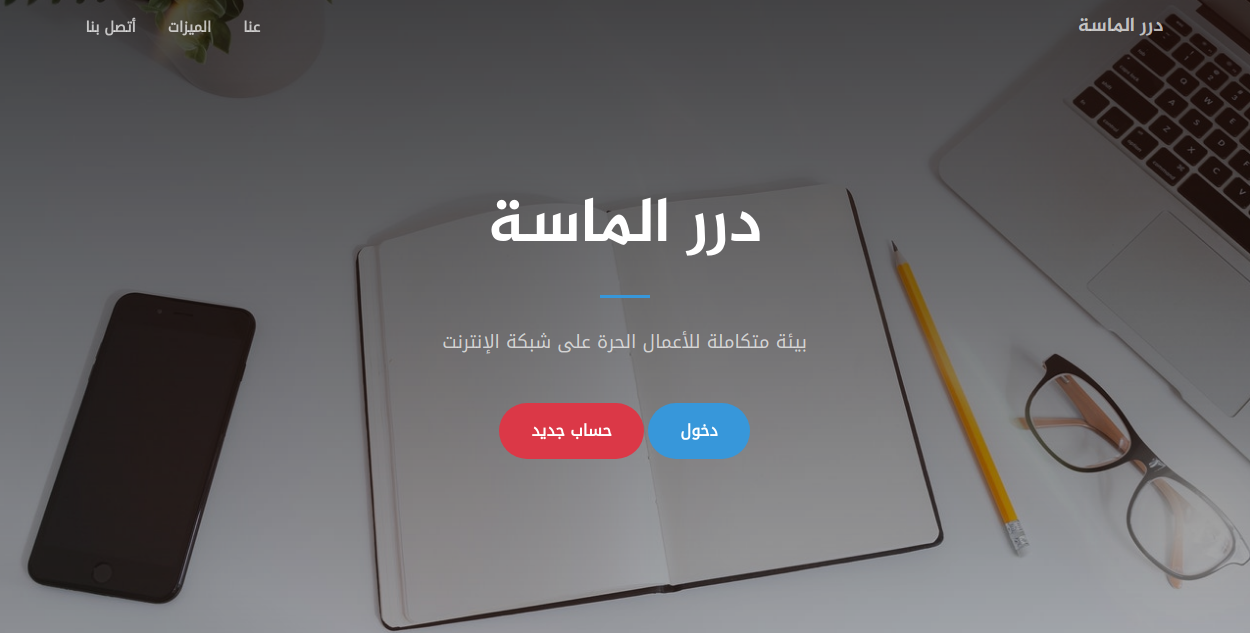 درر الماسة
عنا
الميزات
أتصل بنا
درر الماسة
بيئة متكاملة للأعمال الحرة على شبكة الإنترنت
دخول
حساب جديد